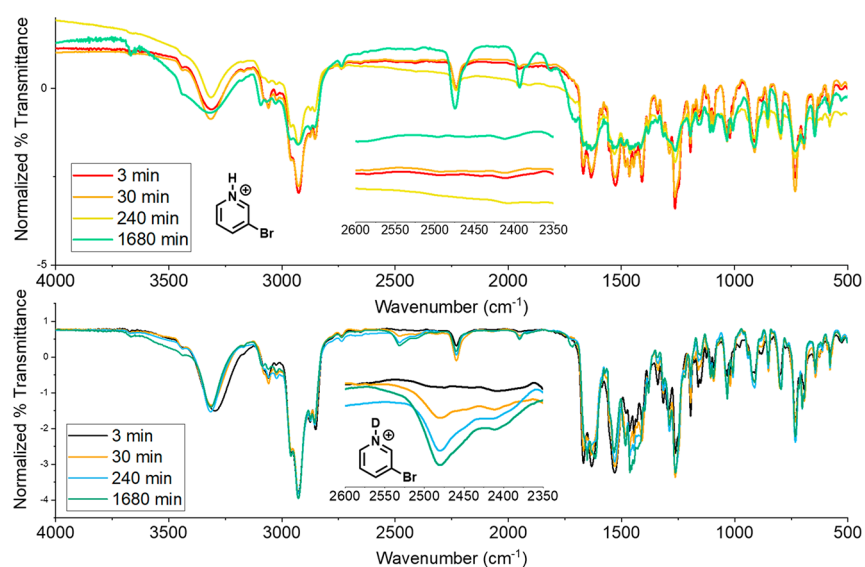 Normalized % Transmittance
0
-5
3 min
30 min
240 min
1680 min
H
N
+
Br
2600 2550 2500 2450 2400 2350
4000 3500 3000 2500 2000 1500 1000 500
Wavenumber (cm-1)
Normalized % Transmittance
1
0
-1
-2
-3
-4
3 min
30 min
240 min
1680 min
D
N
+
Br
2600 2550 2500 2450 2400 2350
4000 3500 3000 2500 2000 1500 1000 500
Wavenumber (cm-1)